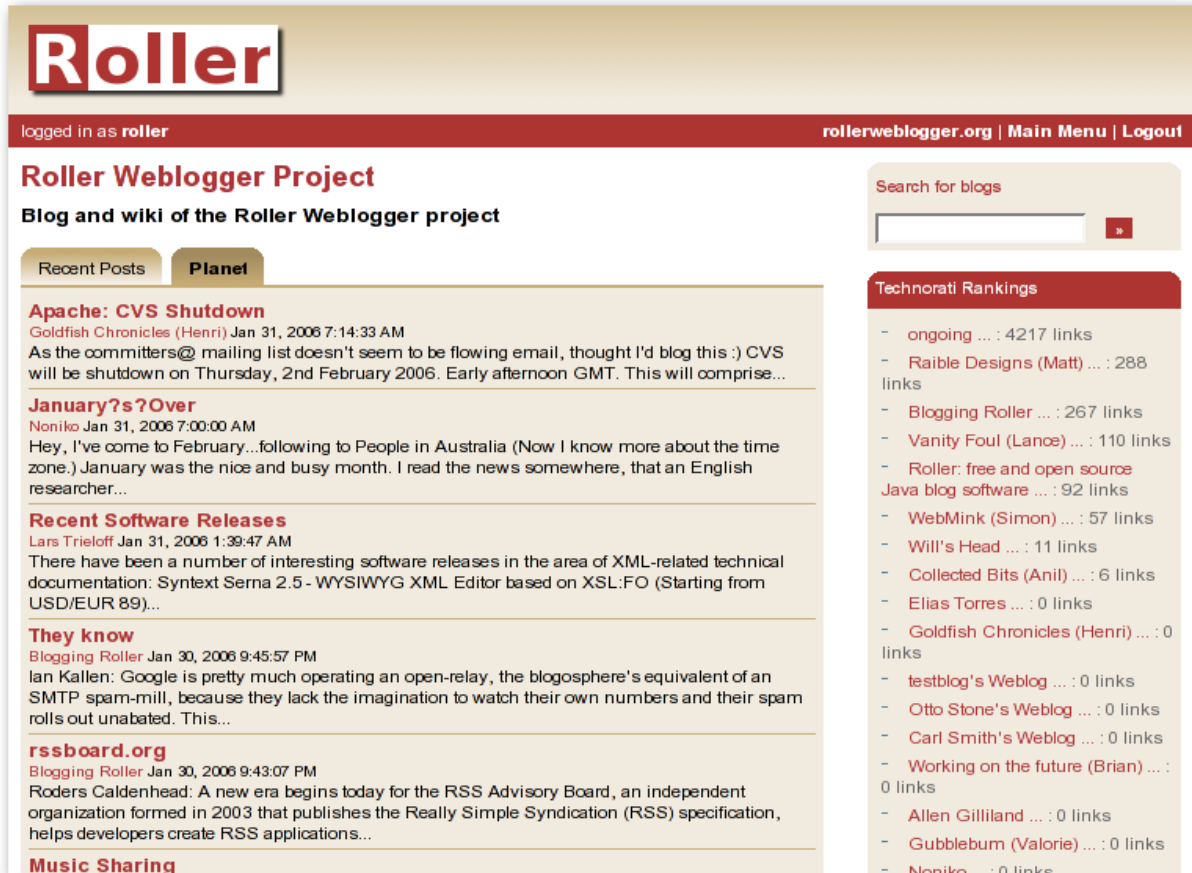 Roller
logged in as roller
rollerweblogger.org | Main Menu | Logout
Roller Weblogger Project
Blog and wiki of the Roller Weblogger project
Recent Posts
Planet
Apache: CVS Shutdown
Goldfish Chronicles (Henri) Jan 31, 2006 7:14:33 AM
As the committers@ mailing list doesn't seem to be flowing email, thought I'd blog this :) CVS
will be shutdown on Thursday, 2nd February 2006. Early afternoon GMT. This will comprise...
January?s?Over
Noniko Jan 31, 2006 7:00:00 AM
Hey, I've come to February...following to People in Australia (Now I know more about the time
zone.) January was the nice and busy month. I read the news somewhere, that an English
researcher...
Recent Software Releases
Lars Trieloff Jan 31, 2006 1:39:47 AM
There have been a number of interesting software releases in the area of XML-related technical
documentation: Syntext Serna 2.5 - WYSIWYG XML Editor based on XSL:FO (Starting from
USD/EUR 89)...
They know
Blogging Roller Jan 30, 2006 9:45:57 PM
Ian Kallen: Google is pretty much operating an open-relay, the blogosphere's equivalent of an
SMTP spam-mill, because they lack the imagination to watch their own numbers and their spam
rolls out unabated. This...
rssboard.org
Blogging Roller Jan 30, 2006 9:43:07 PM
Roders Caldenhead: A new era begins today for the RSS Advisory Board, an independent
organization formed in 2003 that publishes the Really Simple Syndication (RSS) specification,
helps developers create RSS applications...
Music Sharing
Search for blogs
»
Technorati Rankings
- ongoing ... : 4217 links
- Raible Designs (Matt) ... : 288
links
- Blogging Roller ... : 267 links
- Vanity Foul (Lance) ... : 110 links
- Roller: free and open source
Java blog software ... : 92 links
- WebMink (Simon) ... : 57 links
- Will's Head ... : 11 links
- Collected Bits (Anil) ... : 6 links
- Elias Torres ... : 0 links
- Goldfish Chronicles (Henri) ... : 0
links
- testblog's Weblog ... : 0 links
- Otto Stone's Weblog ... : 0 links
- Carl Smith's Weblog ... : 0 links
- Working on the future (Brian) ... :
0 links
- Allen Gilliland ... : 0 links
- Gubblebum (Valorie) ... : 0 links
- Noniko ... : 0 links